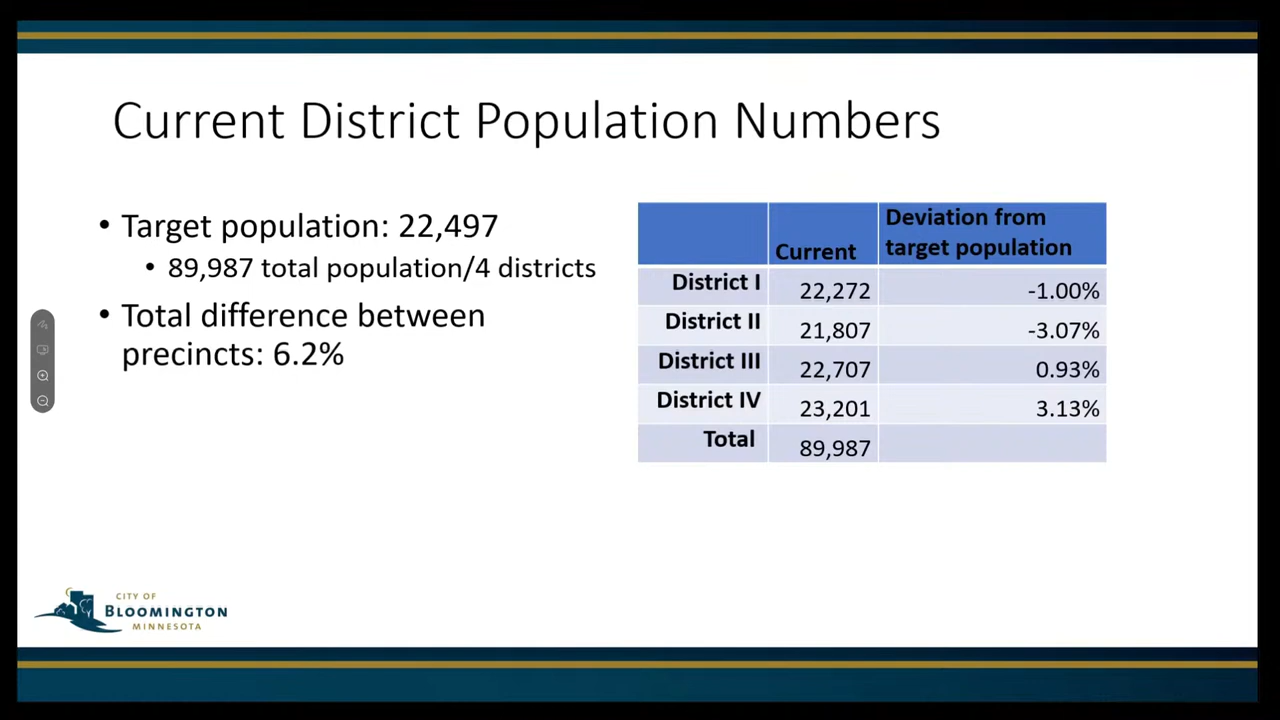 Current District Population Numbers
• Target population: 22,497
• 89,987 total population/4 districts
• Total difference between
precincts: 6.2%
Current
Deviation from
target population
District I 22,272 -1.00%
District II 21,807 -3.07%
District III 22,707 0.93%
District IV 23,201 3.13%
Total 89,987
CITY OF
BLOOMINGTON
MINNESOTA